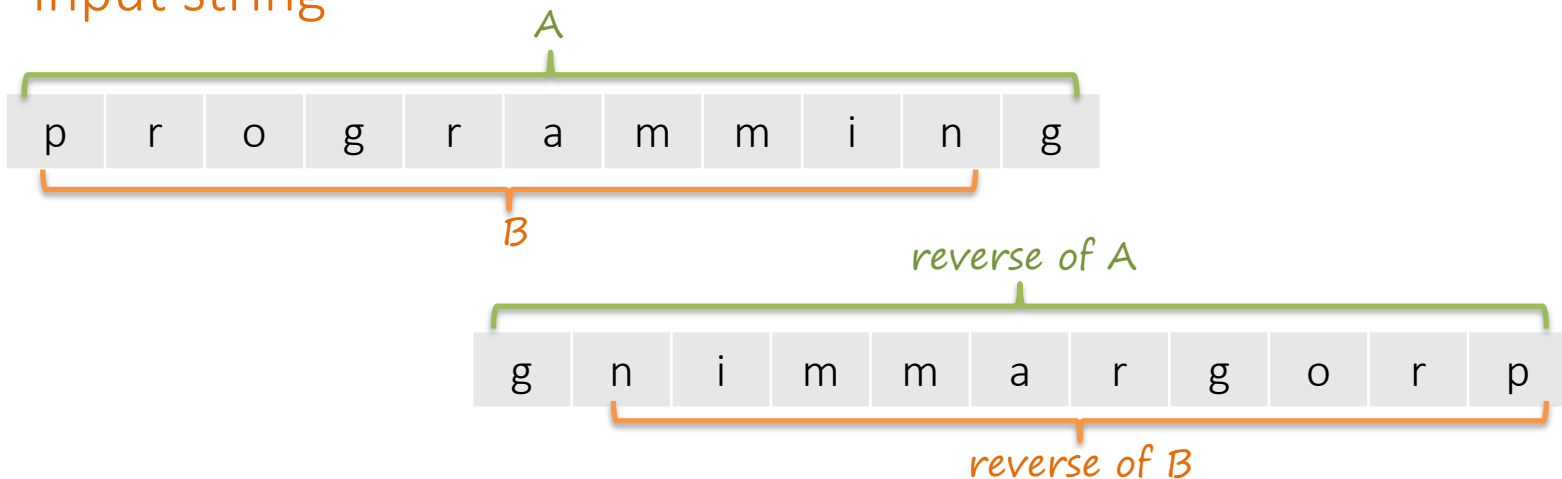 input string
A
p r o g r a m m i n g
B
reverse of A
g n i m m a r g o r p
reverse of B